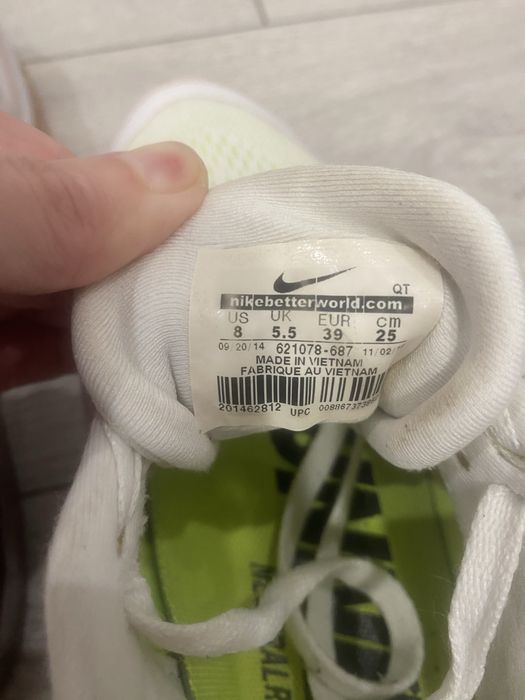 QT
nikebetterworld.com
US UK EUR cm
8 5.5 39 25
09/20/14 621078-687 11/02/
MADE IN VIETNAM
FABRIQUE AU VIETNAM
201462812 UPC